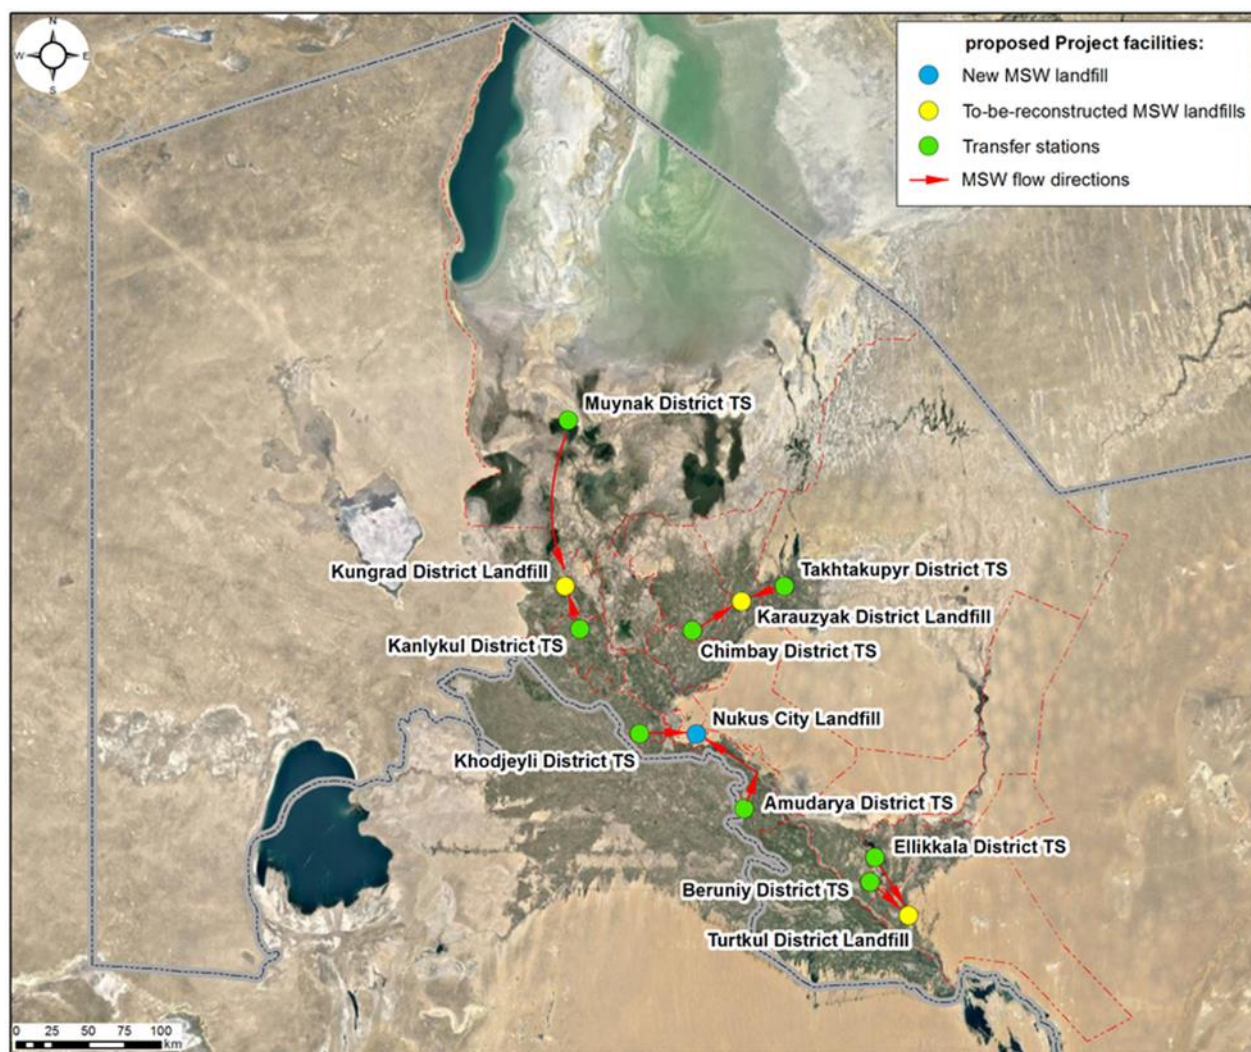 N
W
E
S
proposed Project facilities:
New MSW landfill
To-be-reconstructed MSW landfills
Transfer stations
MSW flow directions
Muynak District TS
Kungrad District Landfill
Takhtakupyr District TS
Karauzyak District Landfill
Kanlykul District TS
Chimbay District TS
Nukus City Landfill
Khodjeyli District TS
Amudarya District TS
Ellikkala District TS
Beruniy District TS
Turtkul District Landfill
0 25 50 75 100
km